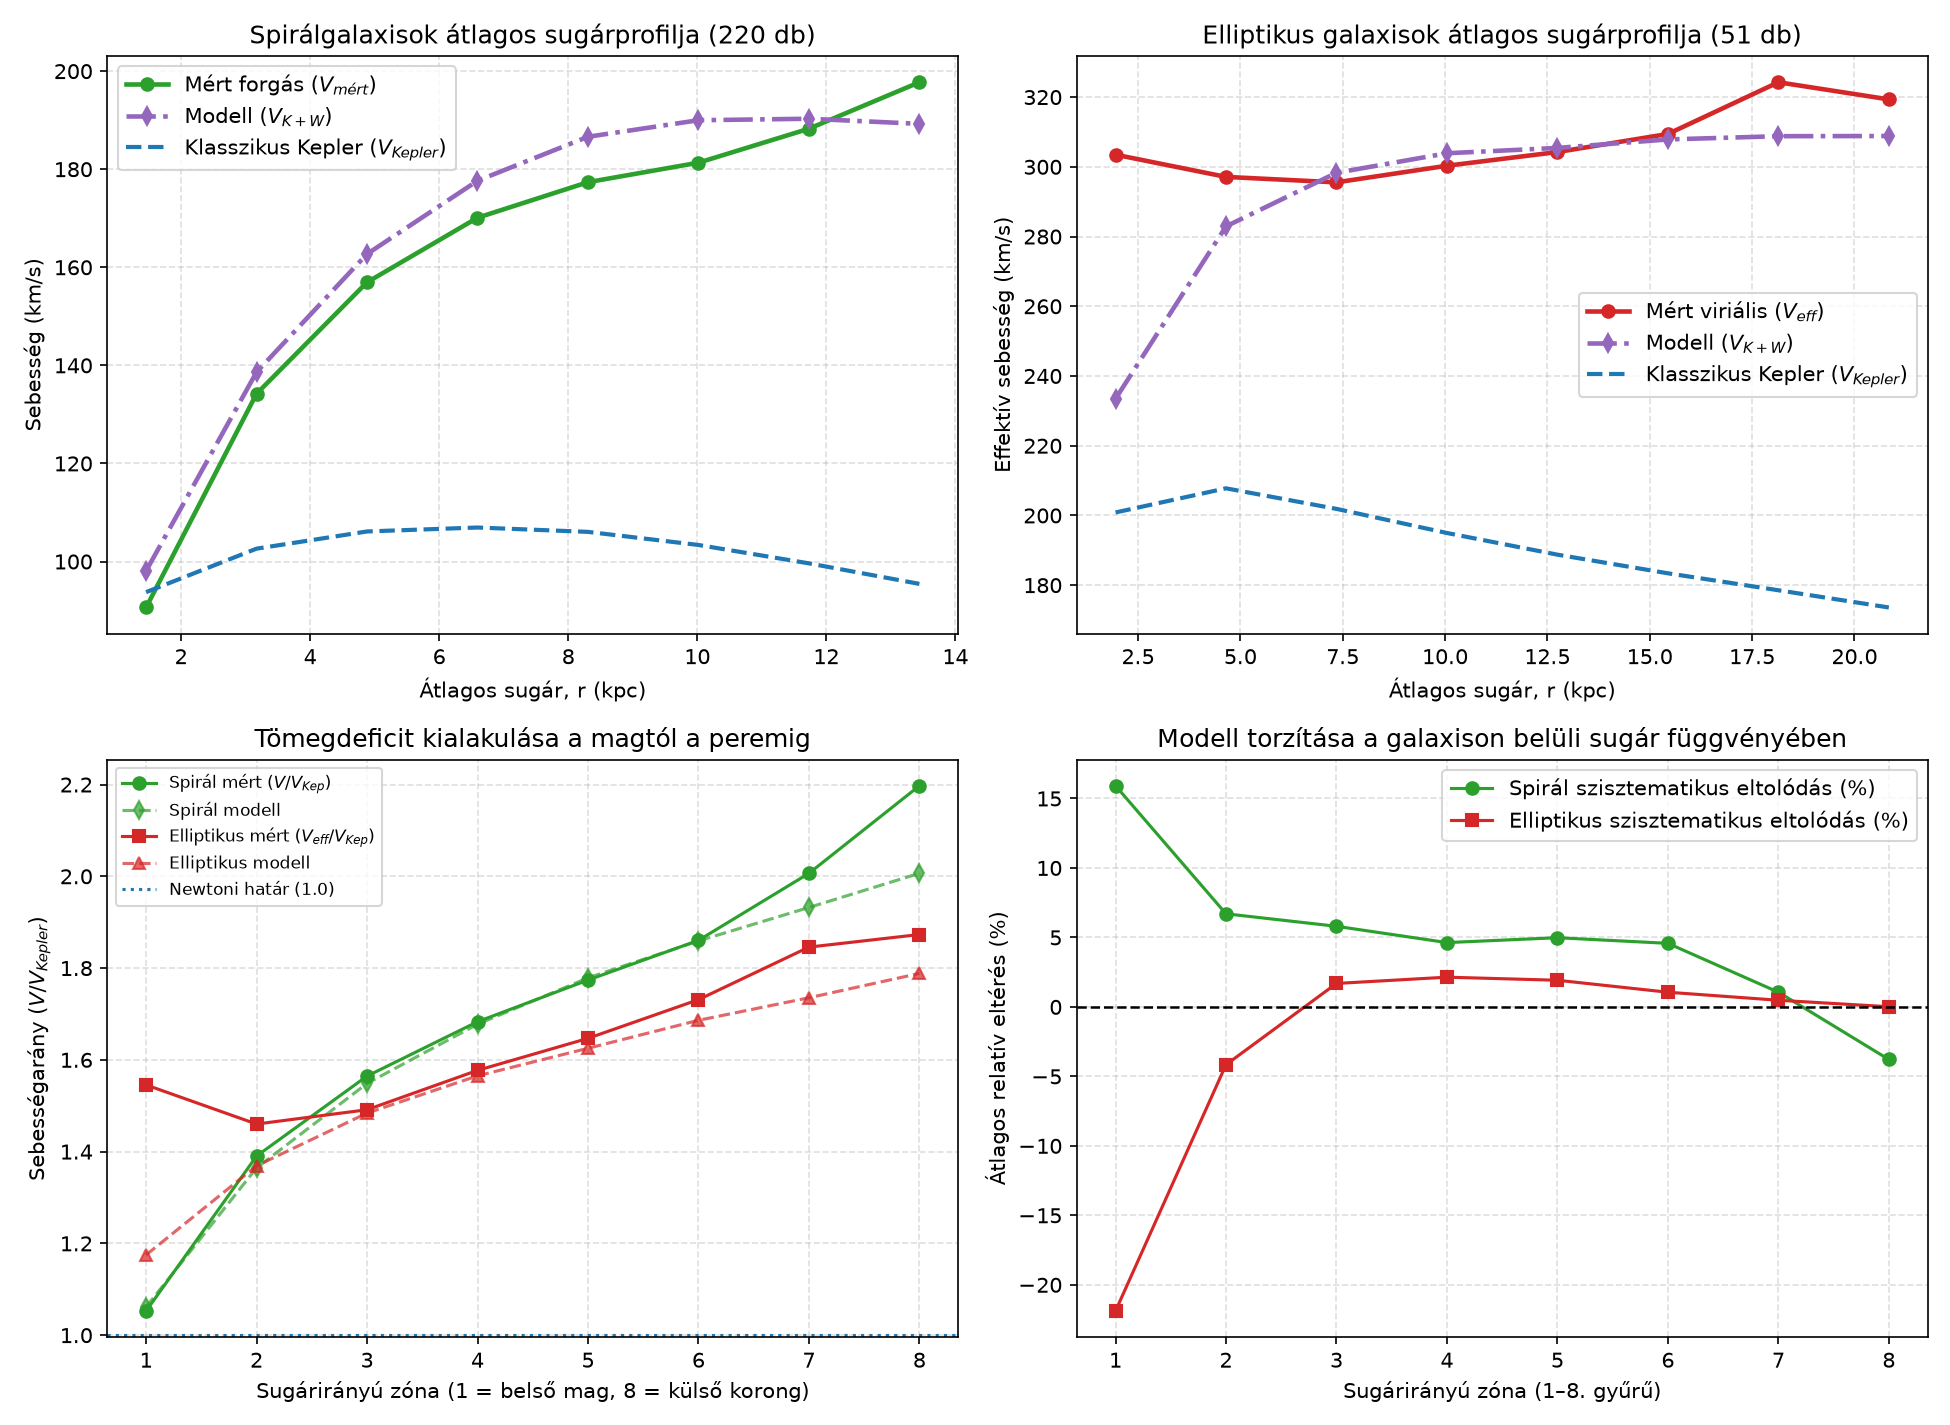 Spirálgalaxisok átlagos sugárprofilja (220 db)
200
180
160
140
120
100
Sebesség (km/s)
Mért forgás (V_mért)
Modell (V_K+W)
Klasszikus Kepler (V_Kepler)
2 4 6 8 10 12 14
Átlagos sugár, r (kpc)
Elliptikus galaxisok átlagos sugárprofilja (51 db)
320
300
280
260
240
220
200
180
Effektív sebesség (km/s)
Mért viriális (V_eff)
Modell (V_K+W)
Klasszikus Kepler (V_Kepler)
2.5 5.0 7.5 10.0 12.5 15.0 17.5 20.0
Átlagos sugár, r (kpc)
Tömegdeficit kialakulása a magtól a peremig
2.2
2.0
1.8
1.6
1.4
1.2
1.0
Sebességarány (V/V_Kepler)
Spirál mért (V/V_Kep)
Spirál modell
Elliptikus mért (V_eff/V_Kep)
Elliptikus modell
Newtoni határ (1.0)
1 2 3 4 5 6 7 8
Sugárirányú zóna (1 = belső mag, 8 = külső korong)
Modell torzítása a galaxison belüli sugár függvényében
15
10
5
0
−5
−10
−15
−20
Átlagos relatív eltérés (%)
Spirál szisztematikus eltolódás (%)
Elliptikus szisztematikus eltolódás (%)
1 2 3 4 5 6 7 8
Sugárirányú zóna (1–8. gyűrű)